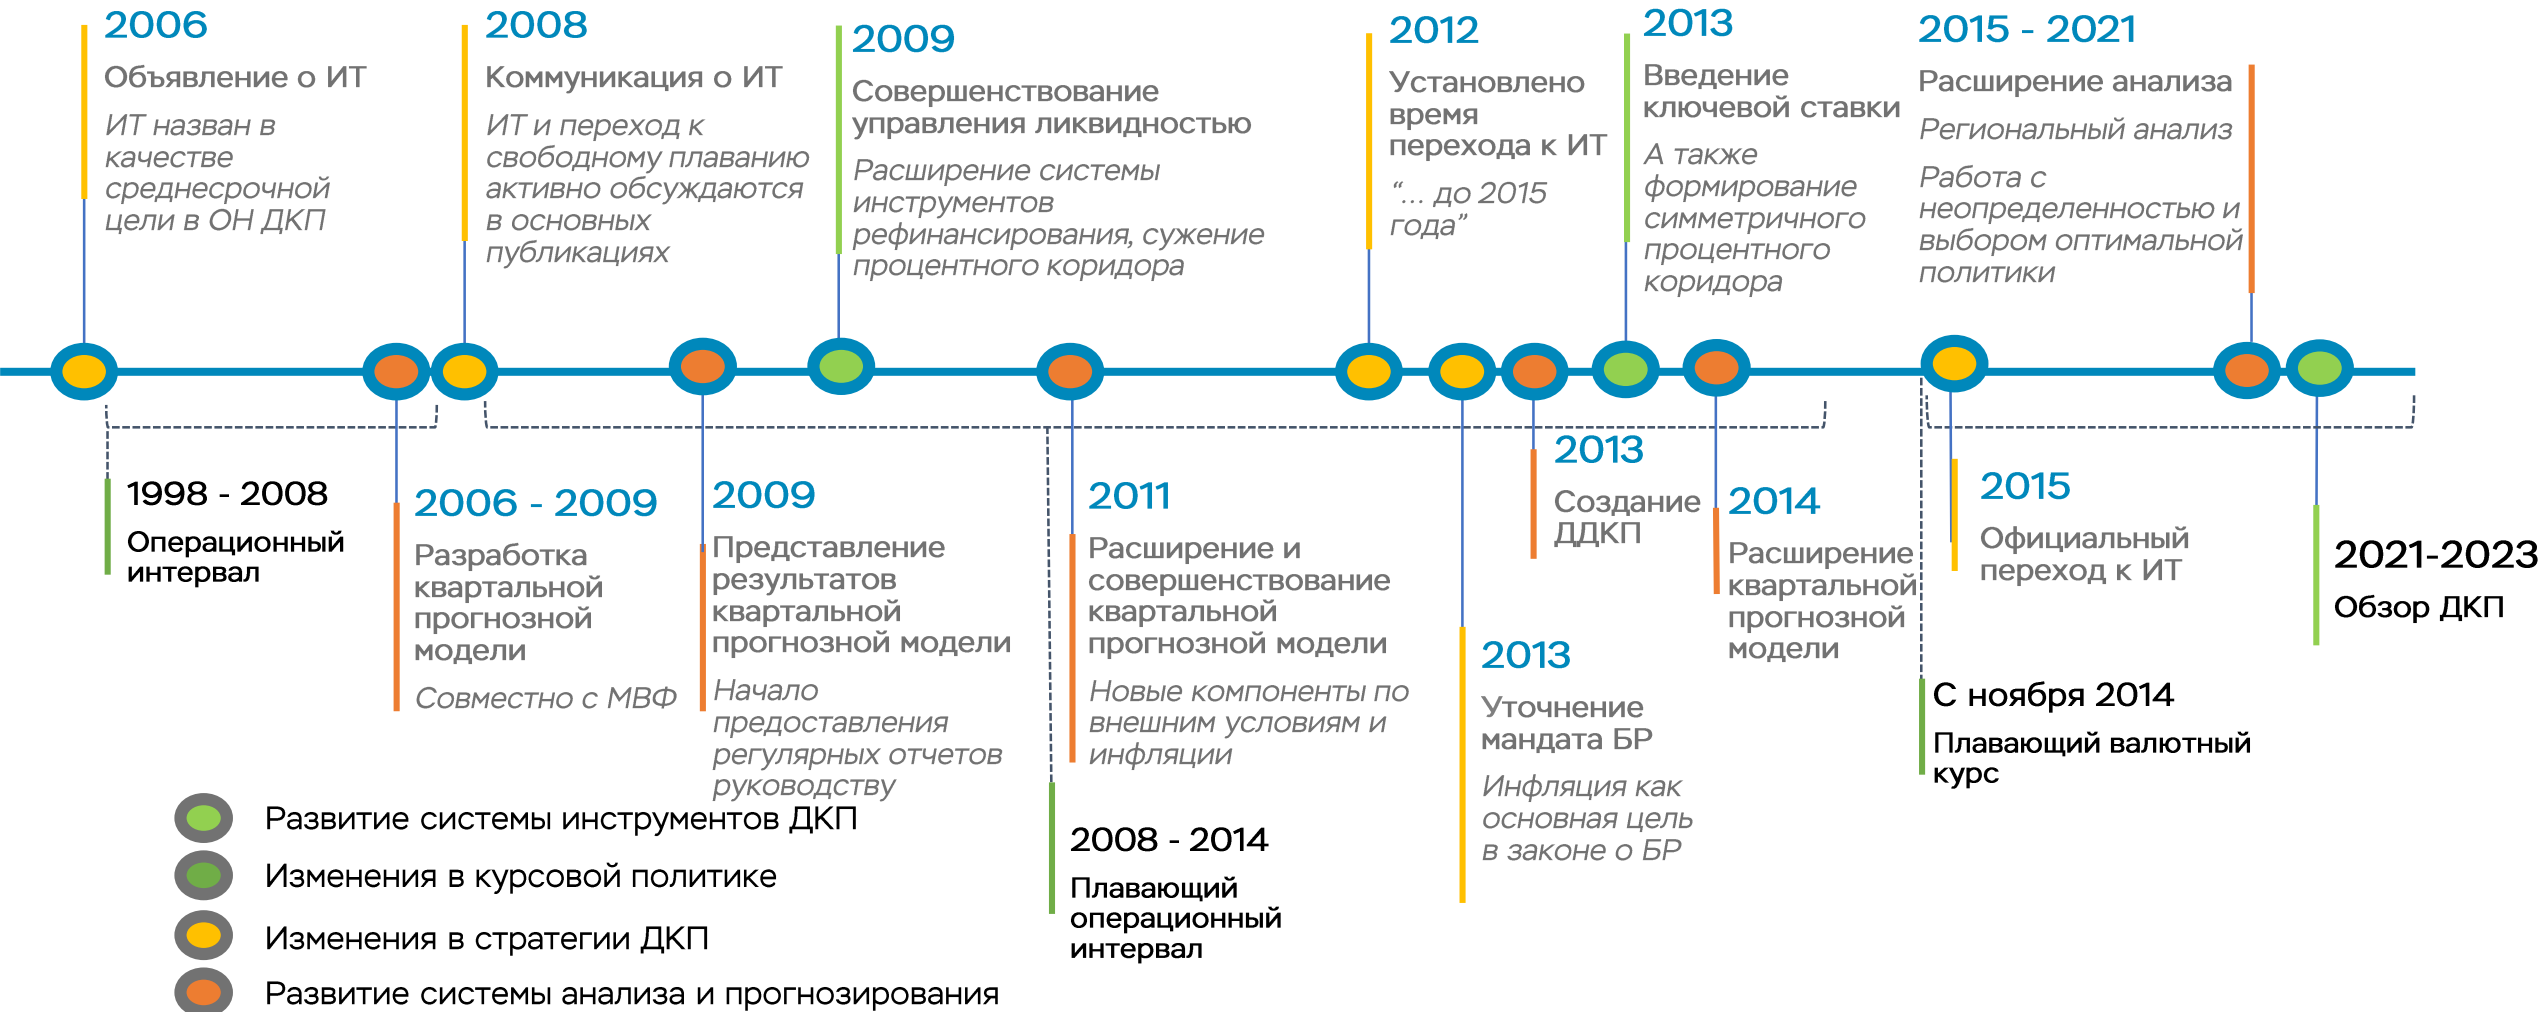 2006
Объявление о ИТ
ИТ назван в
качестве
среднесрочной
цели в ОН ДКП
2008
Коммуникация о ИТ
ИТ и переход к
свободному плаванию
активно обсуждаются
в основных
публикациях
2009
Совершенствование
управления ликвидностью
Расширение системы
инструментов
рефинансирования, сужение
процентного коридора
2012
Установлено
время
перехода к ИТ
“... до 2015
года”
2013
Введение
ключевой ставки
А также
формирование
симметричного
процентного
коридора
2015 - 2021
Расширение анализа
Региональный анализ
Работа с
неопределенностью и
выбором оптимальной
политики
1998 - 2008
Операционный
интервал
2006 - 2009
Разработка
квартальной
прогнозной
модели
Совместно с МВФ
2009
Представление
результатов
квартальной
прогнозной модели
Начало
предоставления
регулярных отчетов
руководству
2011
Расширение и
совершенствование
квартальной
прогнозной модели
Новые компоненты по
внешним условиям и
инфляции
2008 - 2014
Плавающий
операционный
интервал
2013
Уточнение
мандата БР
Инфляция как
основная цель
в законе о БР
2013
Создание
ДДКП
2014
Расширение
квартальной
прогнозной
модели
2015
Официальный
переход к ИТ
С ноября 2014
Плавающий валютный
курс
2021-2023
Обзор ДКП
Развитие системы инструментов ДКП
Изменения в курсовой политике
Изменения в стратегии ДКП
Развитие системы анализа и прогнозирования